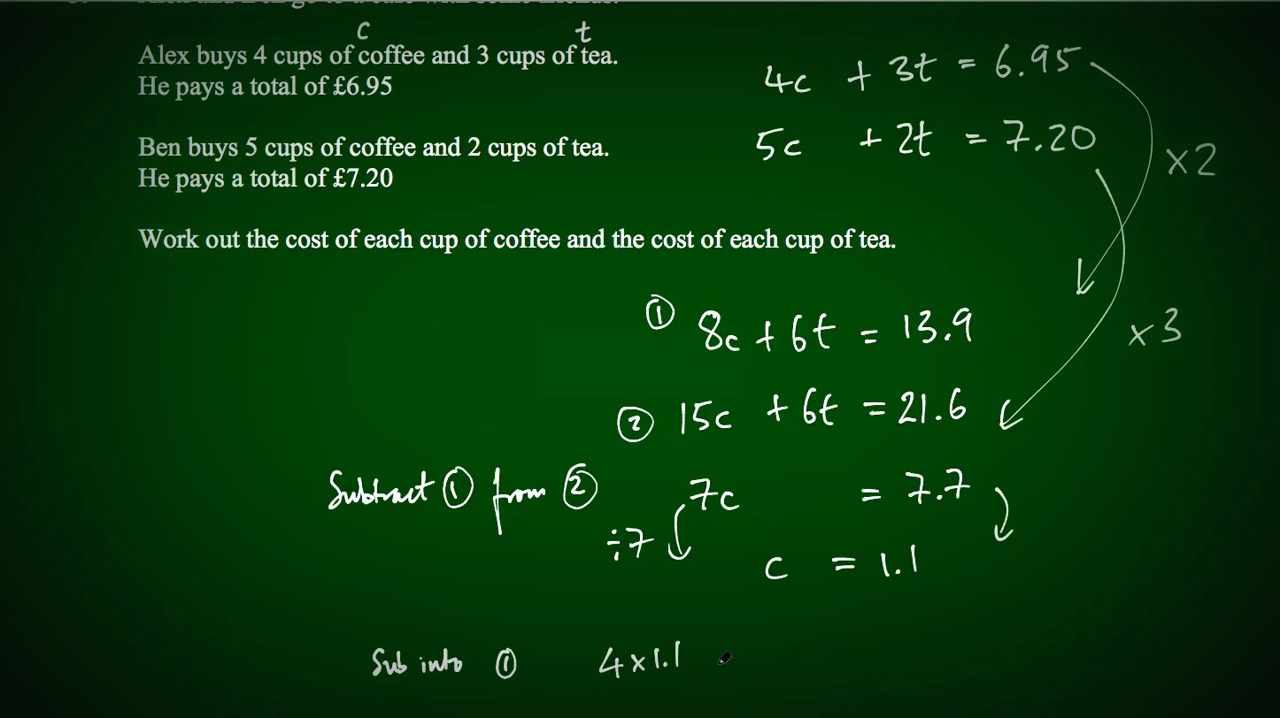 c t
Alex buys 4 cups of coffee and 3 cups of tea.
He pays a total of £6.95
4c + 3t = 6.95
Ben buys 5 cups of coffee and 2 cups of tea.
He pays a total of £7.20
5c + 2t = 7.20
×2
Work out the cost of each cup of coffee and the cost of each cup of tea.
① 8c + 6t = 13.9
×3
② 15c + 6t = 21.6
Subtract ① from ② 7c = 7.7
÷7
c = 1.1
Sub into ① 4×1.1